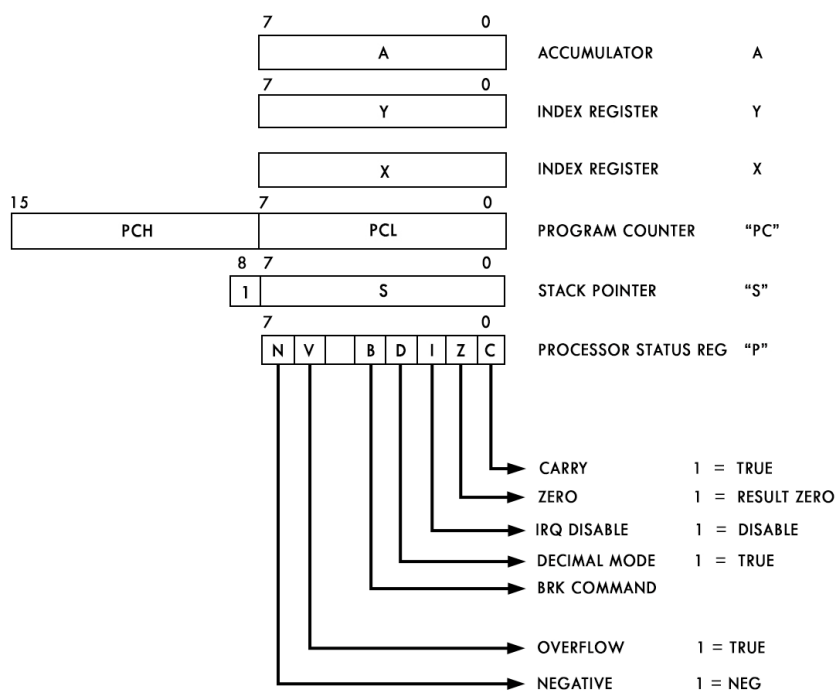 7 0
A ACCUMULATOR A
7 0
Y INDEX REGISTER Y
X INDEX REGISTER X
15 7 0
PCH PCL PROGRAM COUNTER “PC”
8 7 0
1 S STACK POINTER “S”
7 0
N V B D I Z C PROCESSOR STATUS REG “P”
CARRY 1 = TRUE
ZERO 1 = RESULT ZERO
IRQ DISABLE 1 = DISABLE
DECIMAL MODE 1 = TRUE
BRK COMMAND
OVERFLOW 1 = TRUE
NEGATIVE 1 = NEG